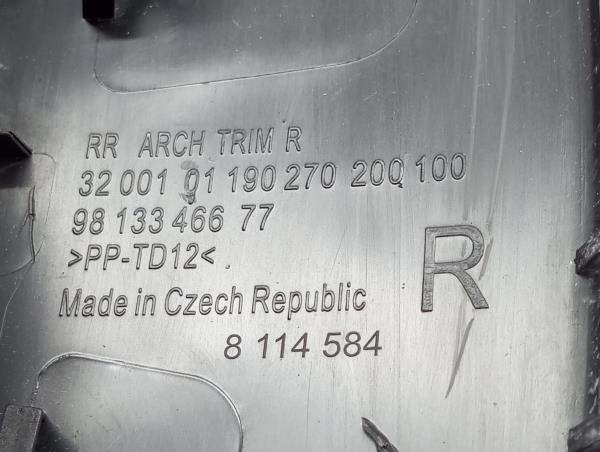 RR ARCH TRIM R
32 001 01 190 270 200 100
98 133 466 77
>PP-TD12<
Made in Czech Republic
R
8 114 584